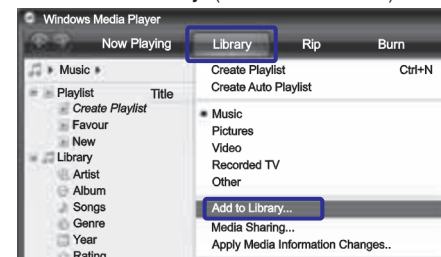 Windows Media Player
Now Playing Library Rip Burn
Music
Playlist Title
Create Playlist
Favour
New
Library
Artist
Album
Songs
Genre
Year
Rating
Create Playlist Ctrl+N
Create Auto Playlist
Music
Pictures
Video
Recorded TV
Other
Add to Library...
Media Sharing...
Apply Media Information Changes..